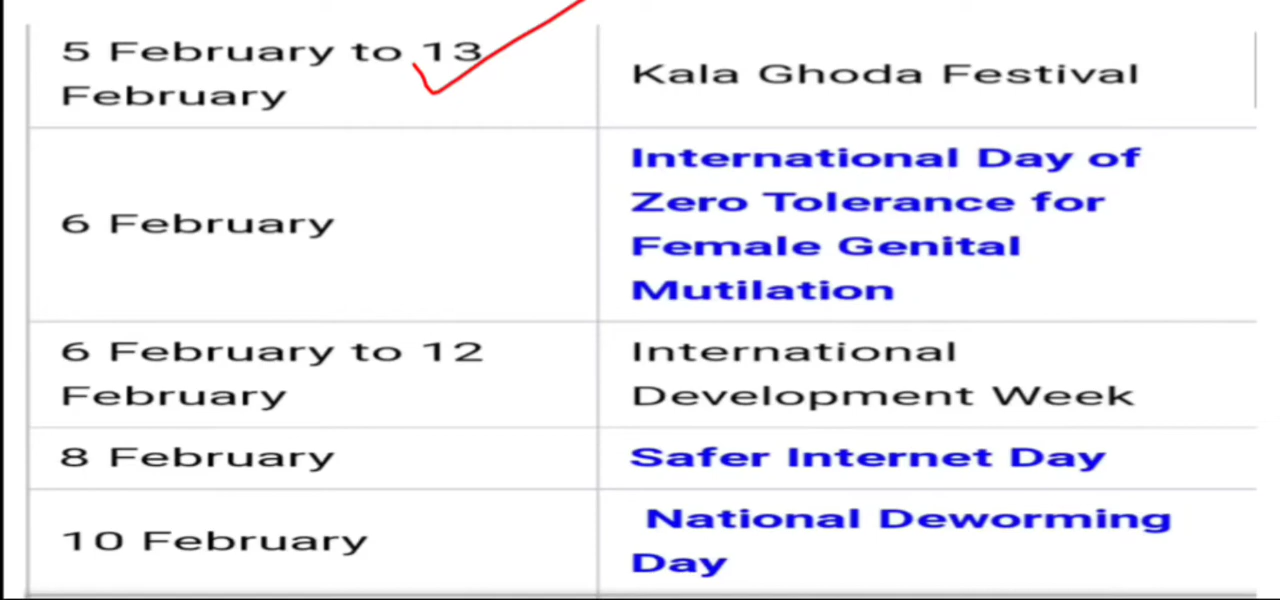 5 February to 13
February
Kala Ghoda Festival
6 February
International Day of
Zero Tolerance for
Female Genital
Mutilation
6 February to 12
February
International
Development Week
8 February
Safer Internet Day
10 February
National Deworming
Day